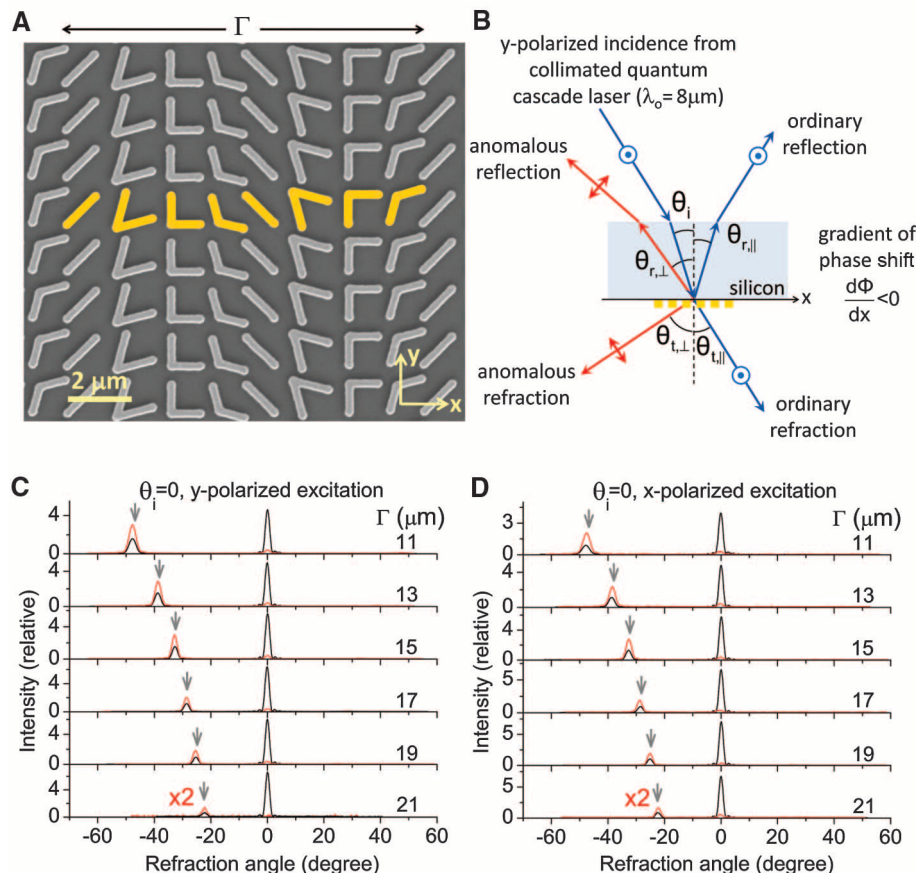 A
Γ
2 μm
y
x
B
y-polarized incidence from
collimated quantum
cascade laser (λo= 8μm)
ordinary
reflection
anomalous
reflection
θi
θr,||
θr,⊥
gradient of
phase shift
dΦ
dx
<0
silicon
x
θt,⊥
θt,||
anomalous
refraction
ordinary
refraction
C
θi=0, y-polarized excitation
Γ (μm)
4
0
11
4
0
13
4
0
15
4
0
17
4
0
19
4
0
x2
21
-60 -40 -20 0 20 40 60
Intensity (relative)
Refraction angle (degree)
D
θi=0, x-polarized excitation
Γ (μm)
3
0
11
4
0
13
4
0
15
5
0
17
5
0
19
5
0
x2
21
-60 -40 -20 0 20 40 60
Intensity (relative)
Refraction angle (degree)